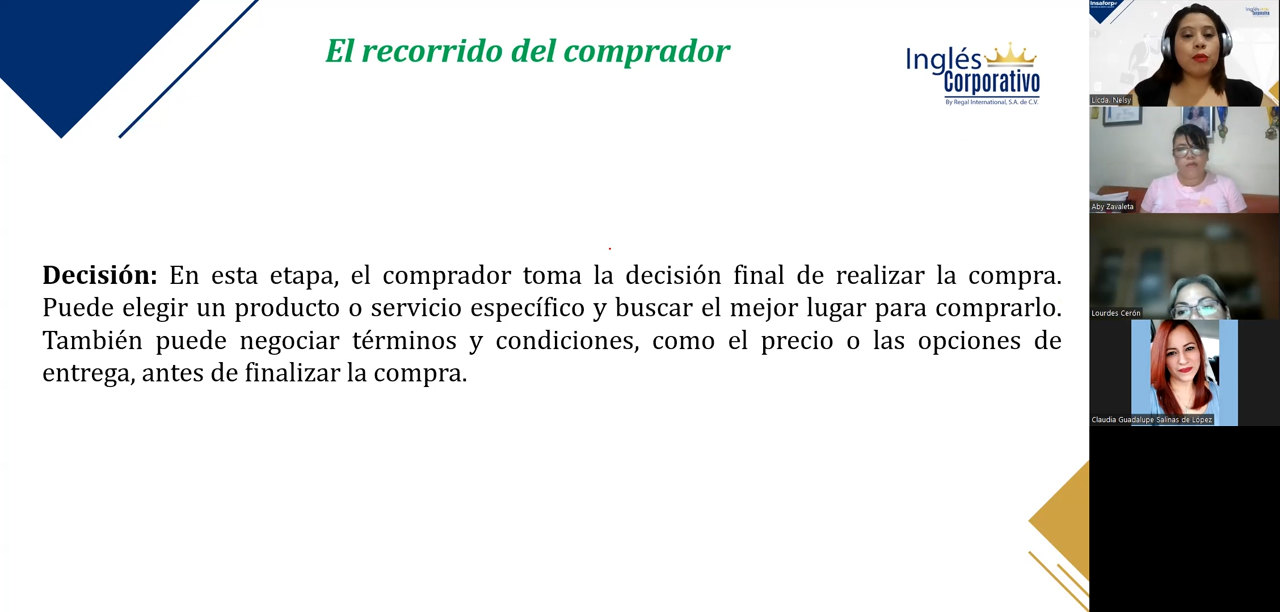 El recorrido del comprador
Inglés
Corporativo
By Regal International, S.A. de C.V.
Decisión: En esta etapa, el comprador toma la decisión final de realizar la compra.
Puede elegir un producto o servicio específico y buscar el mejor lugar para comprarlo.
También puede negociar términos y condiciones, como el precio o las opciones de
entrega, antes de finalizar la compra.
Insaforp
Licda. Nelsy
Aby Zavaleta
Lourdes Cerón
Claudia Guadalupe Salinas de López